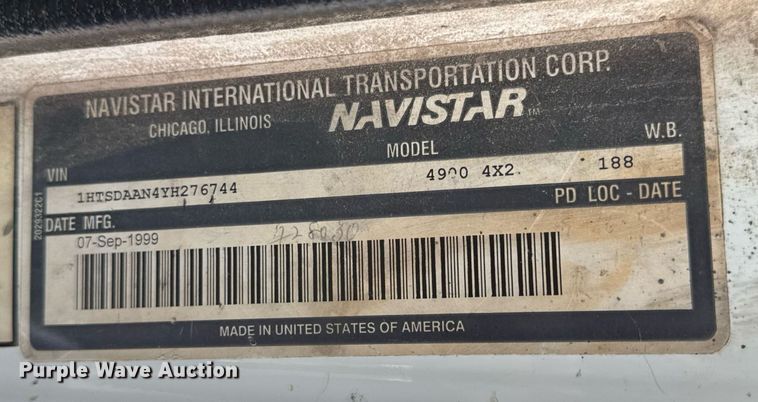 NAVISTAR INTERNATIONAL TRANSPORTATION CORP.
CHICAGO, ILLINOIS NAVISTAR
VIN MODEL W.B.
1HTSDAAN4YH276744 4900 4X2 188
DATE MFG. PD LOC - DATE
07-Sep-1999
MADE IN UNITED STATES OF AMERICA
2029322C1
Purple Wave Auction